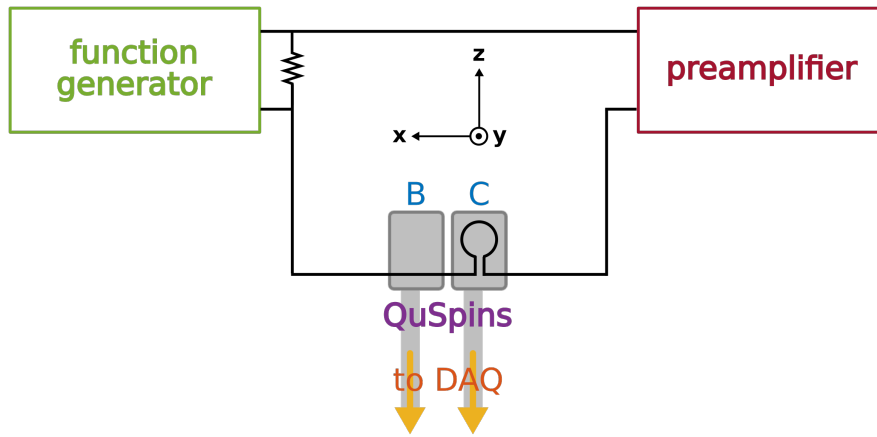 function
generator
preamplifier
z
x
y
B
C
QuSpins
to DAQ